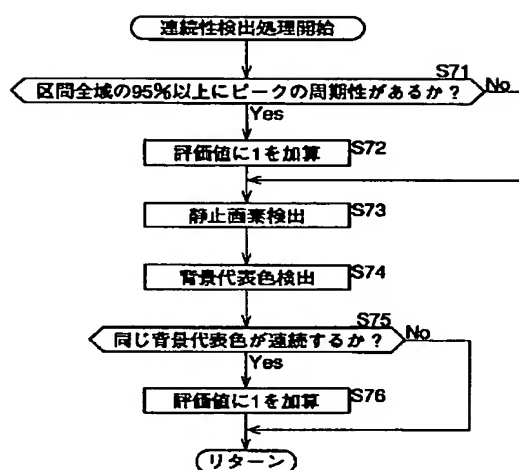 連続性検出処理開始
S71
区間全域の95%以上にピークの周期性があるか？
No
Yes
評価値に1を加算
S72
静止画素検出
S73
背景代表色検出
S74
S75
同じ背景代表色が連続するか？
No
Yes
評価値に1を加算
S76
リターン